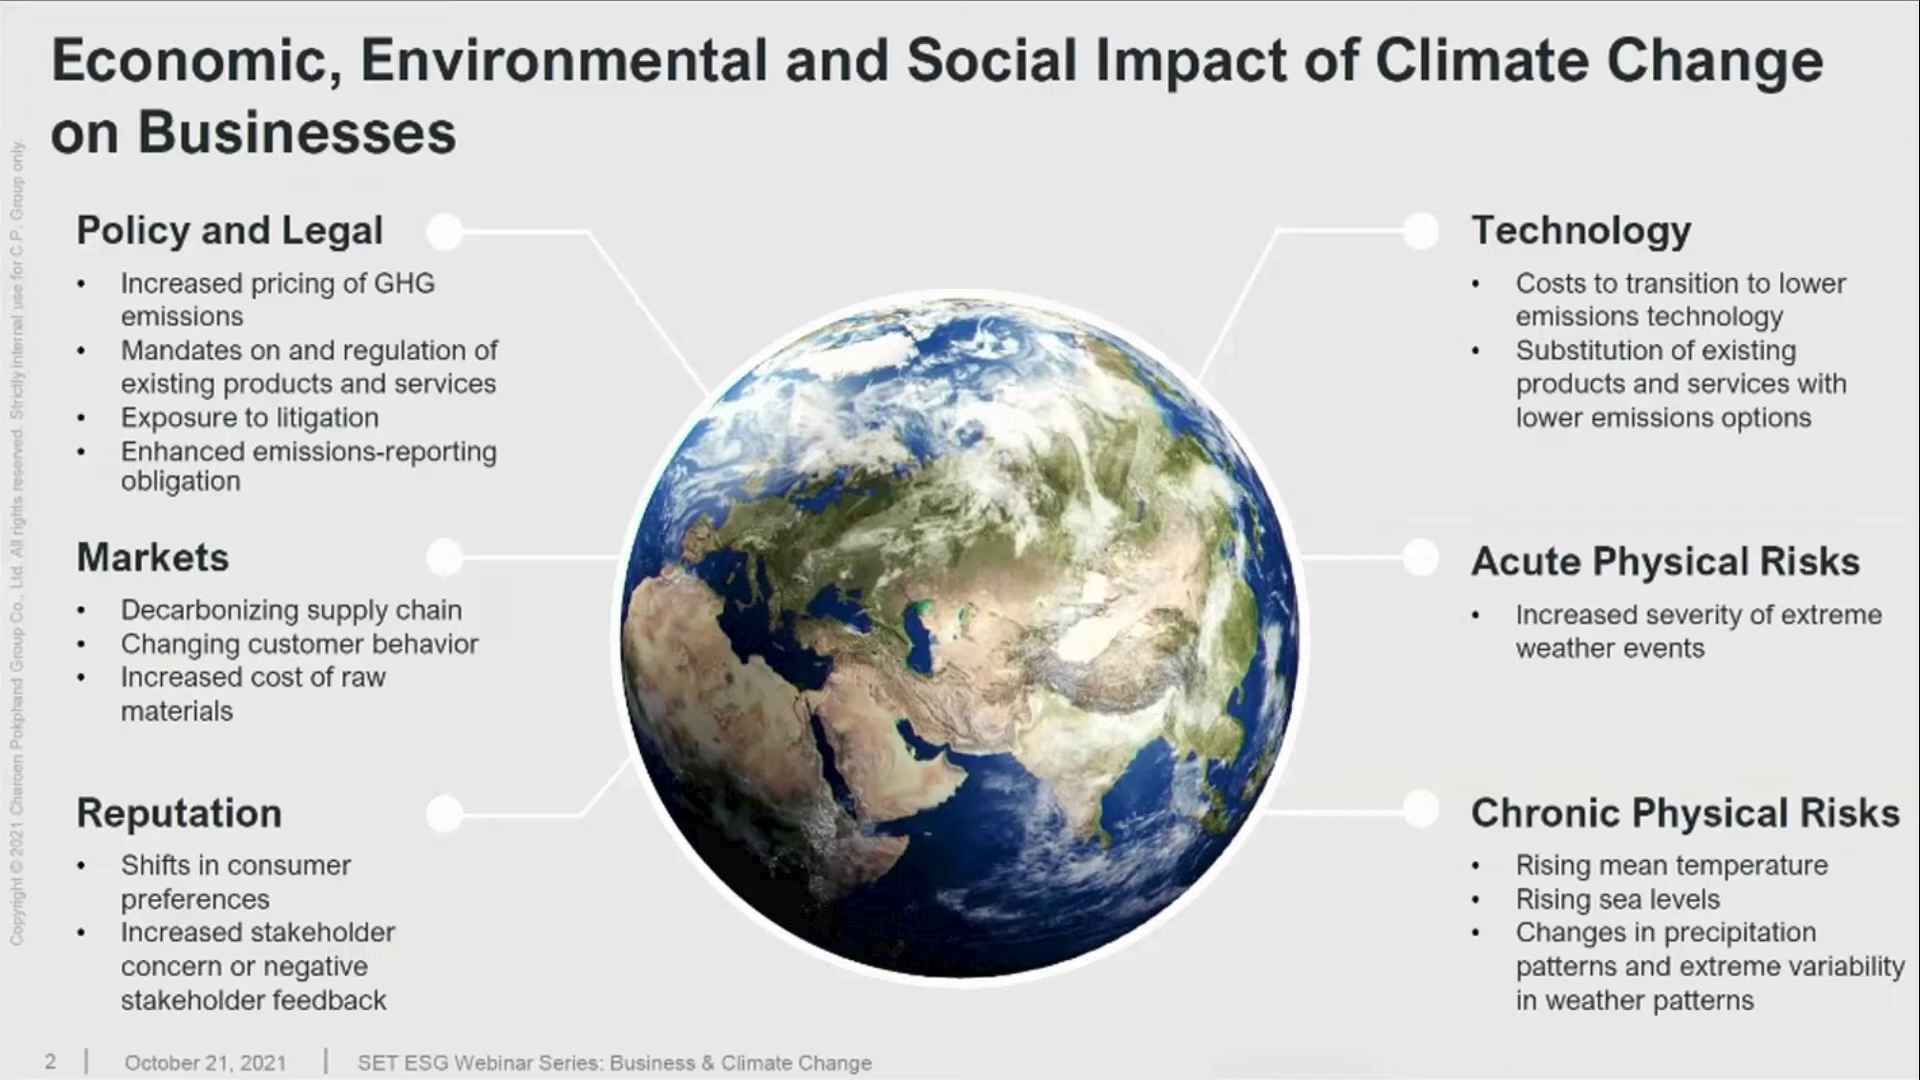 Economic, Environmental and Social Impact of Climate Change
on Businesses
Policy and Legal
• Increased pricing of GHG
emissions
• Mandates on and regulation of
existing products and services
• Exposure to litigation
• Enhanced emissions-reporting
obligation
Markets
• Decarbonizing supply chain
• Changing customer behavior
• Increased cost of raw
materials
Reputation
• Shifts in consumer
preferences
• Increased stakeholder
concern or negative
stakeholder feedback
Technology
• Costs to transition to lower
emissions technology
• Substitution of existing
products and services with
lower emissions options
Acute Physical Risks
• Increased severity of extreme
weather events
Chronic Physical Risks
• Rising mean temperature
• Rising sea levels
• Changes in precipitation
patterns and extreme variability
in weather patterns
Copyright © 2021 Charoen Pokphand Group Co., Ltd. All rights reserved. Strictly internal use for C.P. Group only.
2 | October 21, 2021 | SET ESG Webinar Series: Business & Climate Change